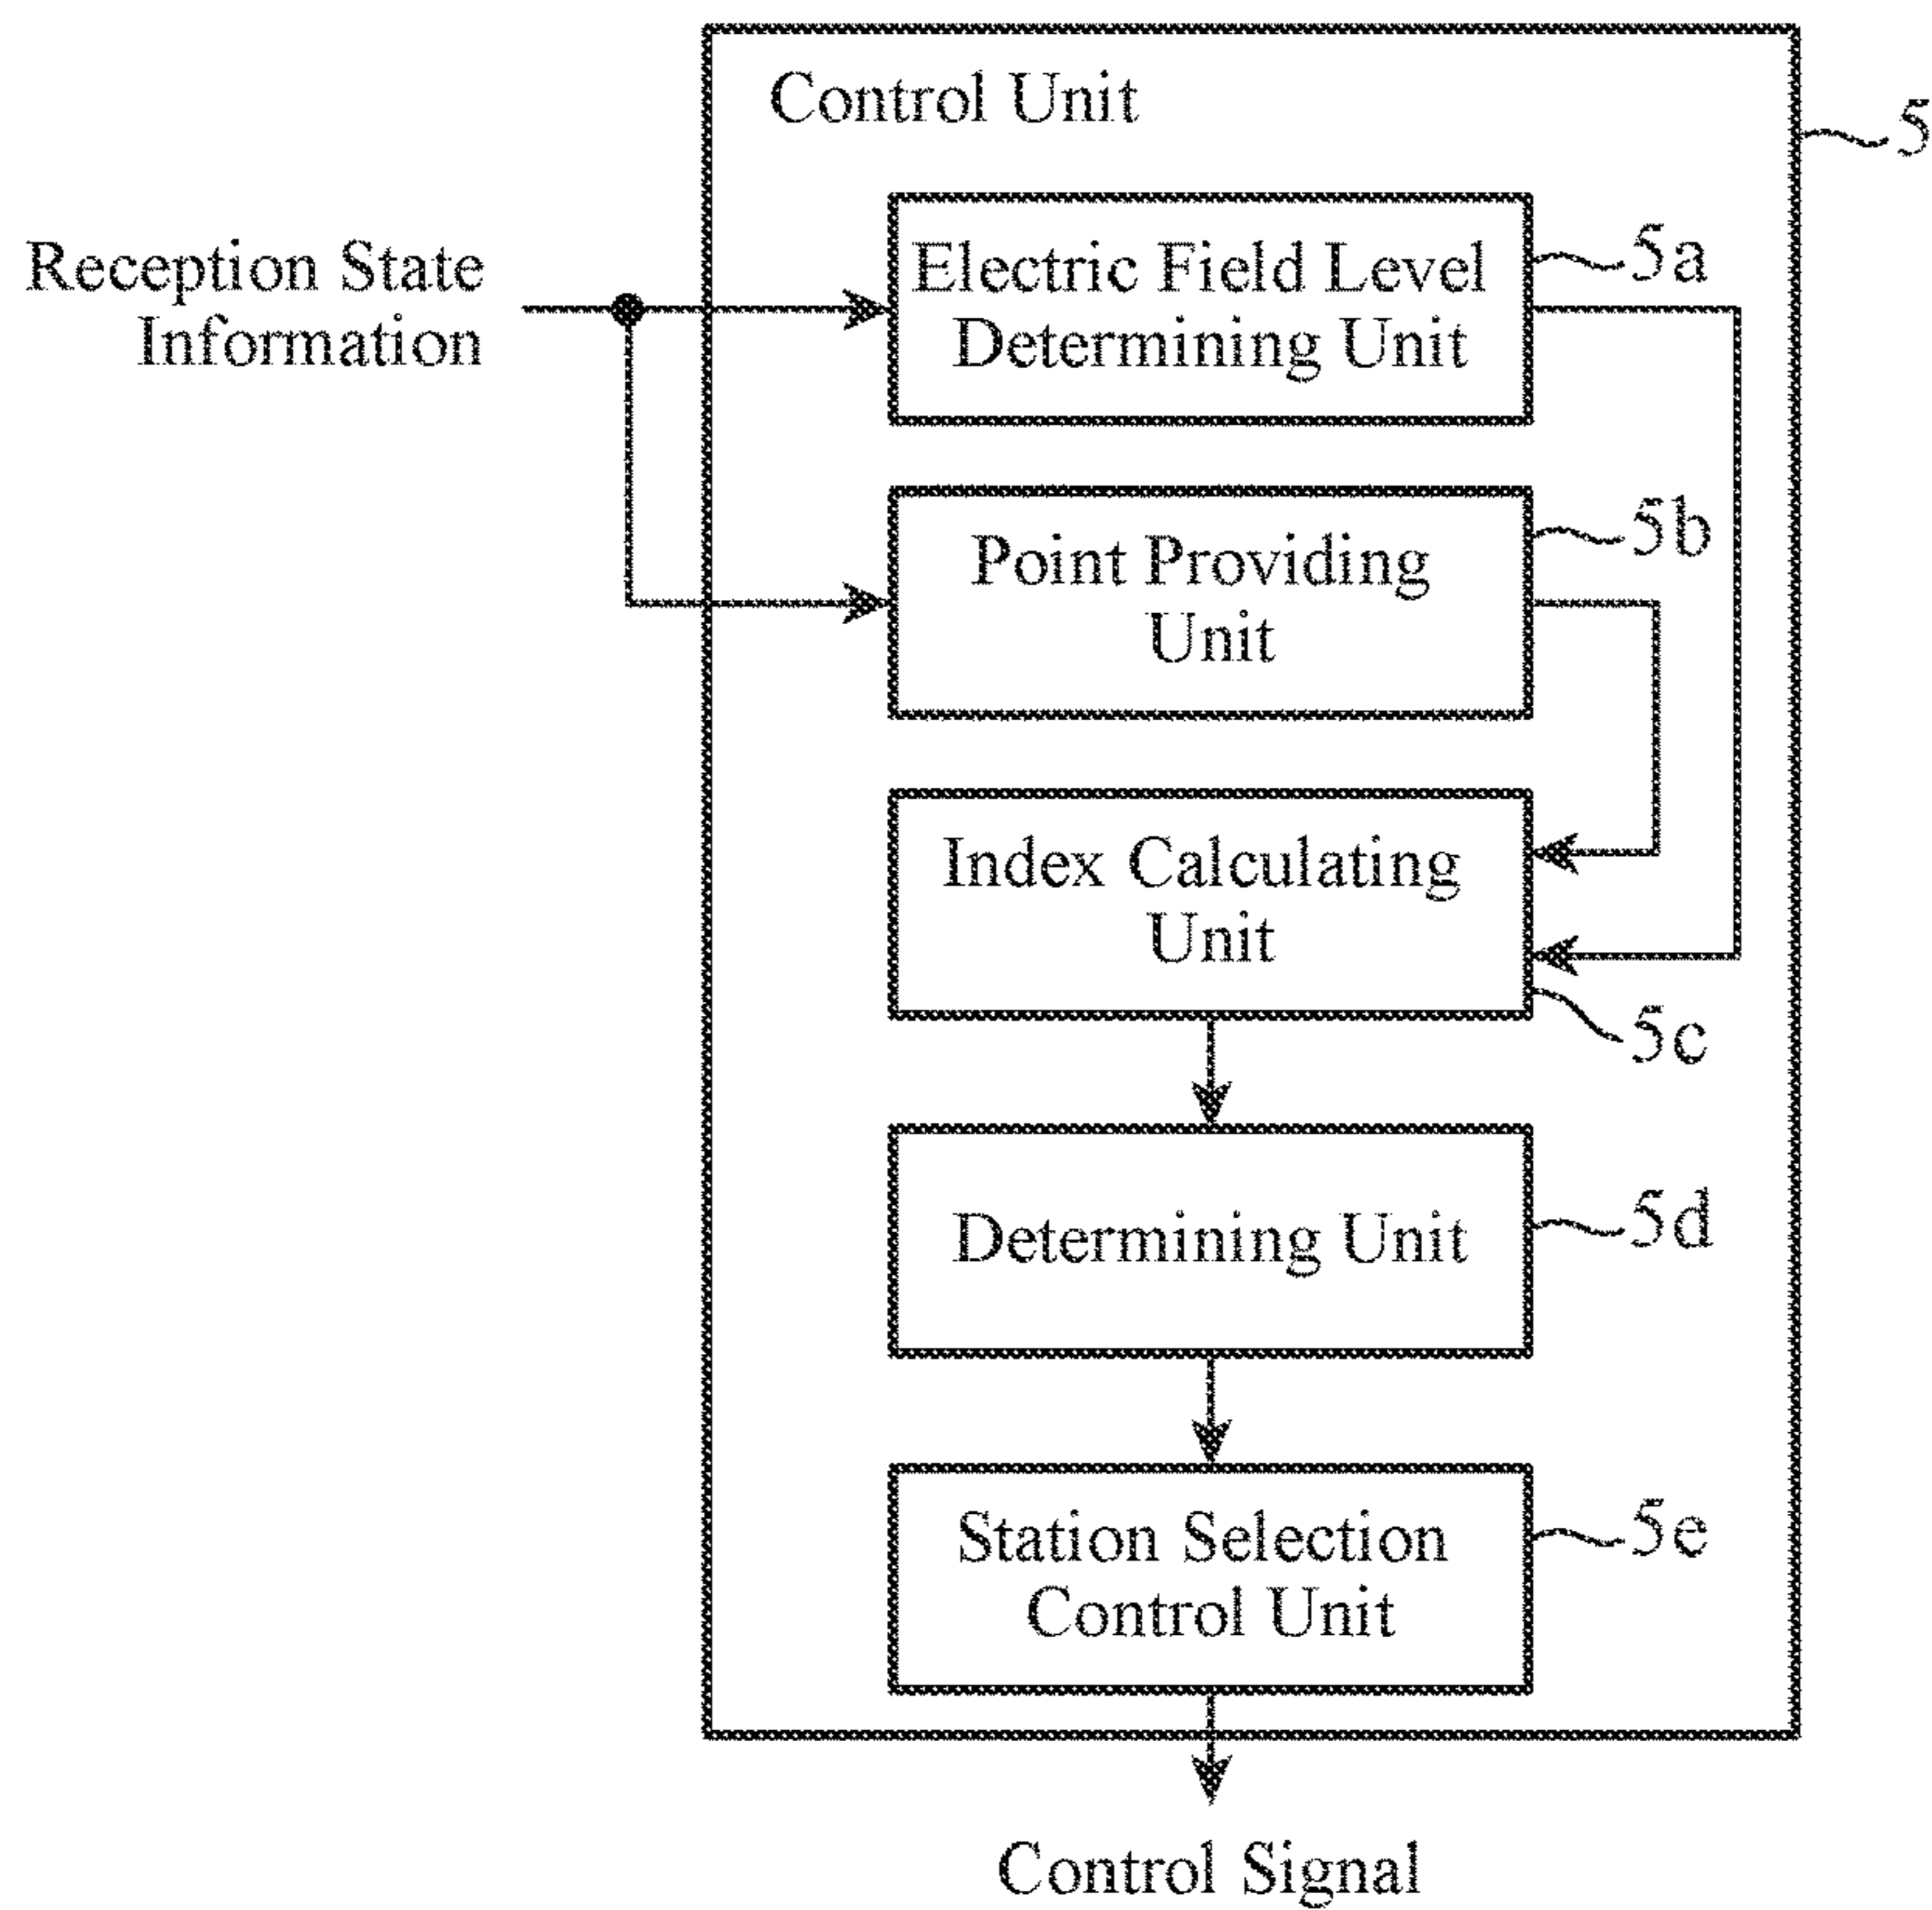 Control Unit
5
Reception State
Information
Electric Field Level
Determining Unit
5a
Point Providing
Unit
5b
Index Calculating
Unit
5c
Determining Unit
5d
Station Selection
Control Unit
5e
Control Signal